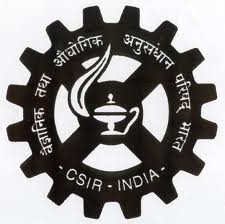 वैज्ञानिक तथा औद्योगिक अनुसंधान परिषद भारत
- CSIR - INDIA -